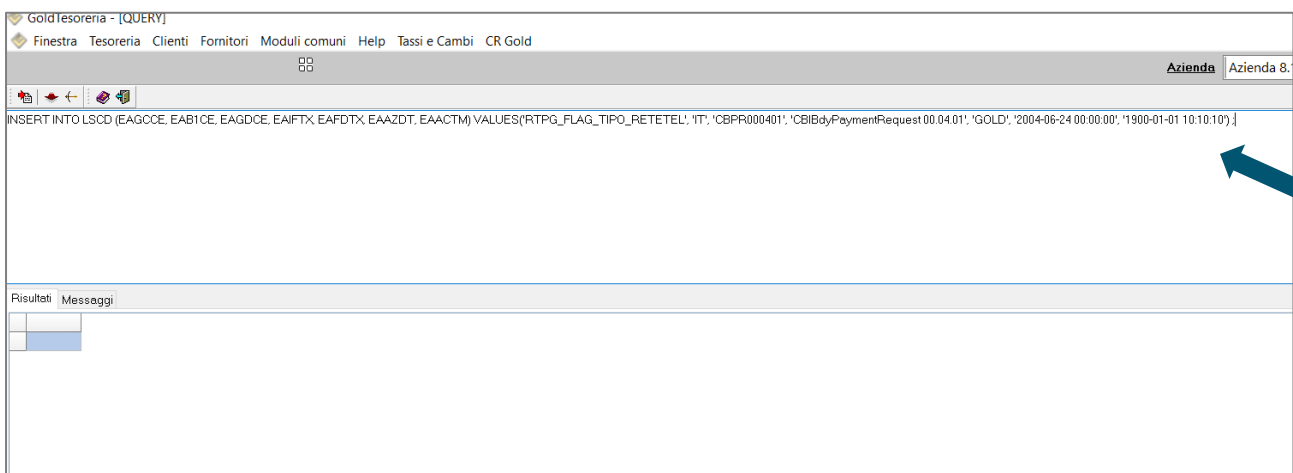 GoldTesoreria - [QUERY]
Finestra Tesoreria Clienti Fornitori Moduli comuni Help Tassi e Cambi CR Gold
Azienda Azienda 8.1
INSERT INTO LSCD (EAGCCE, EAB1CE, EAGDCE, EAIFTX, EAFDTX, EAAZDT, EAACTM) VALUES('RTPG_FLAG_TIPO_RETETEL', 'IT', 'CBPR000401', 'CBIBdyPaymentRequest 00.04.01', 'GOLD', '2004-06-24 00:00:00', '1900-01-01 10:10:10') ;
Risultati Messaggi